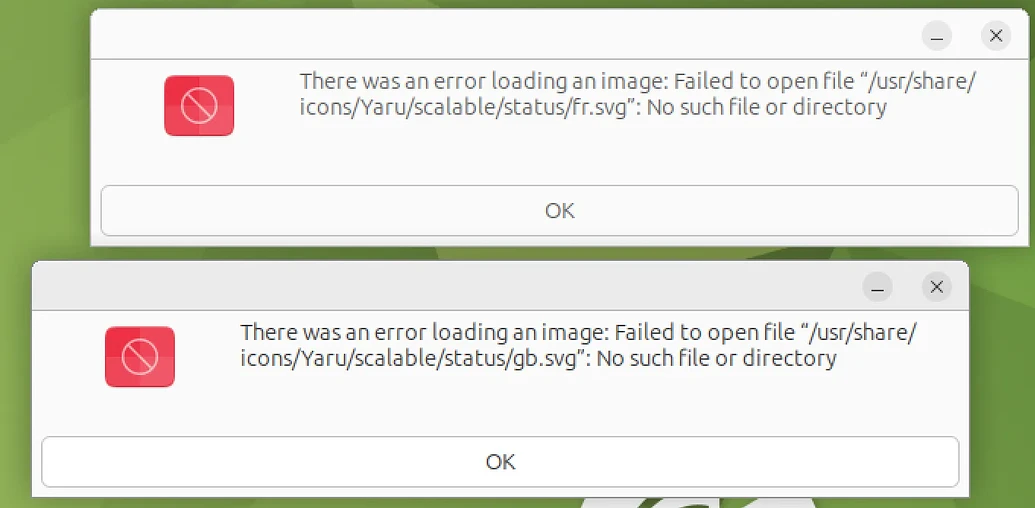 There was an error loading an image: Failed to open file “/usr/share/
icons/Yaru/scalable/status/fr.svg”: No such file or directory
OK
There was an error loading an image: Failed to open file “/usr/share/
icons/Yaru/scalable/status/gb.svg”: No such file or directory
OK